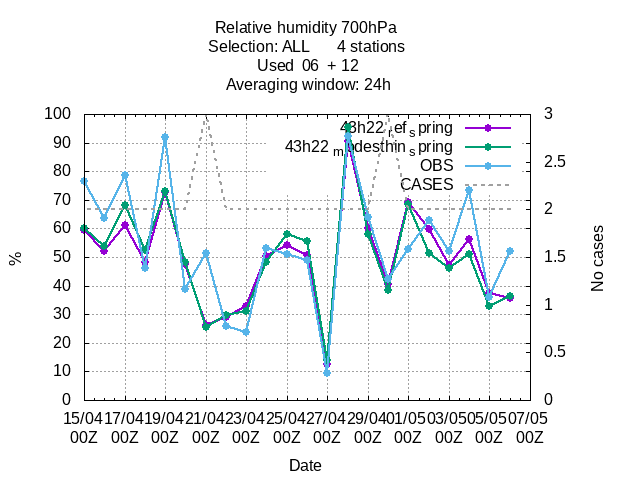 Relative humidity 700hPa
Selection: ALL 4 stations
Used 06 + 12
Averaging window: 24h
100
90
80
70
60
50
40
30
20
10
0
%
3
2.5
2
1.5
1
0.5
0
No cases
43h22_ref_spring
OBS
CASES
15/04 17/04 19/04 21/04 23/04 25/04 27/04 29/04 01/05 03/05 05/05 07/05
00Z 00Z 00Z 00Z 00Z 00Z 00Z 00Z 00Z 00Z 00Z 00Z
Date